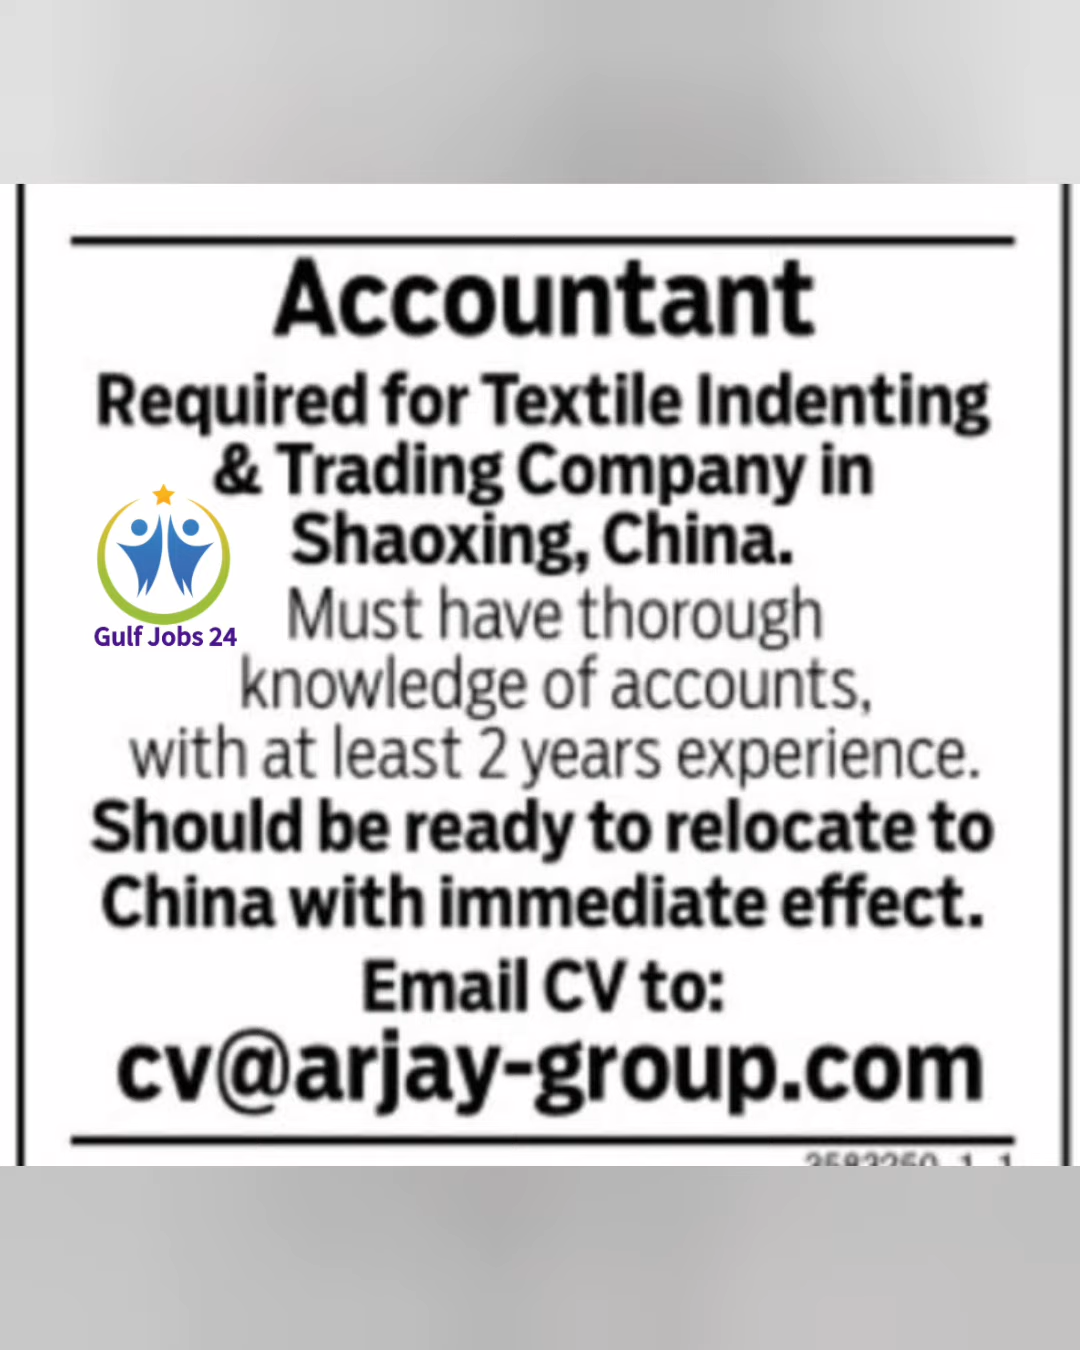 Accountant
Required for Textile Indenting
& Trading Company in
Shaoxing, China.
Must have thorough
knowledge of accounts,
with at least 2 years experience.
Should be ready to relocate to
China with immediate effect.
Email CV to:
cv@arjay-group.com
Gulf Jobs 24